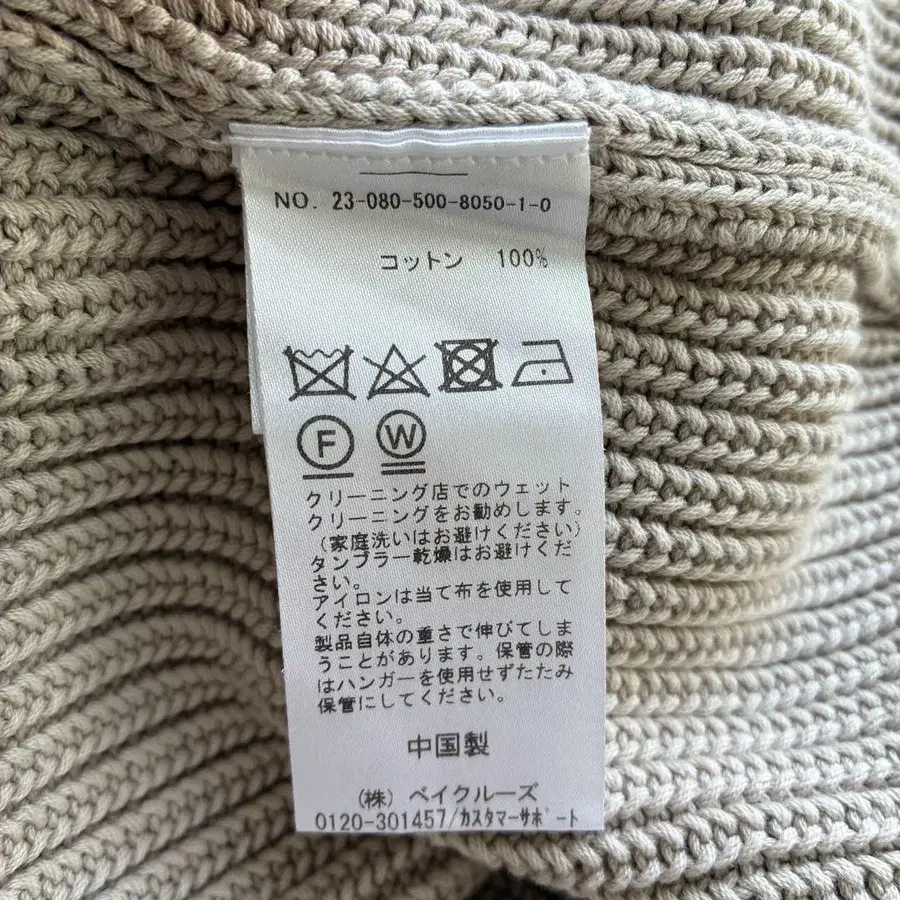 NO. 23-080-500-8050-1-0
コットン 100%
F W
クリーニング店でのウェット
クリーニングをお勧めします。
(家庭洗いはお避けください)
タンブラー乾燥はお避けくだ
さい。
アイロンは当て布を使用して
ください。
製品自体の重さで伸びてしま
うことがあります。保管の際
はハンガーを使用せずたたみ
保管にしてください。
中国製
(株) ベイクルーズ
0120-301457/カスタマーサポート